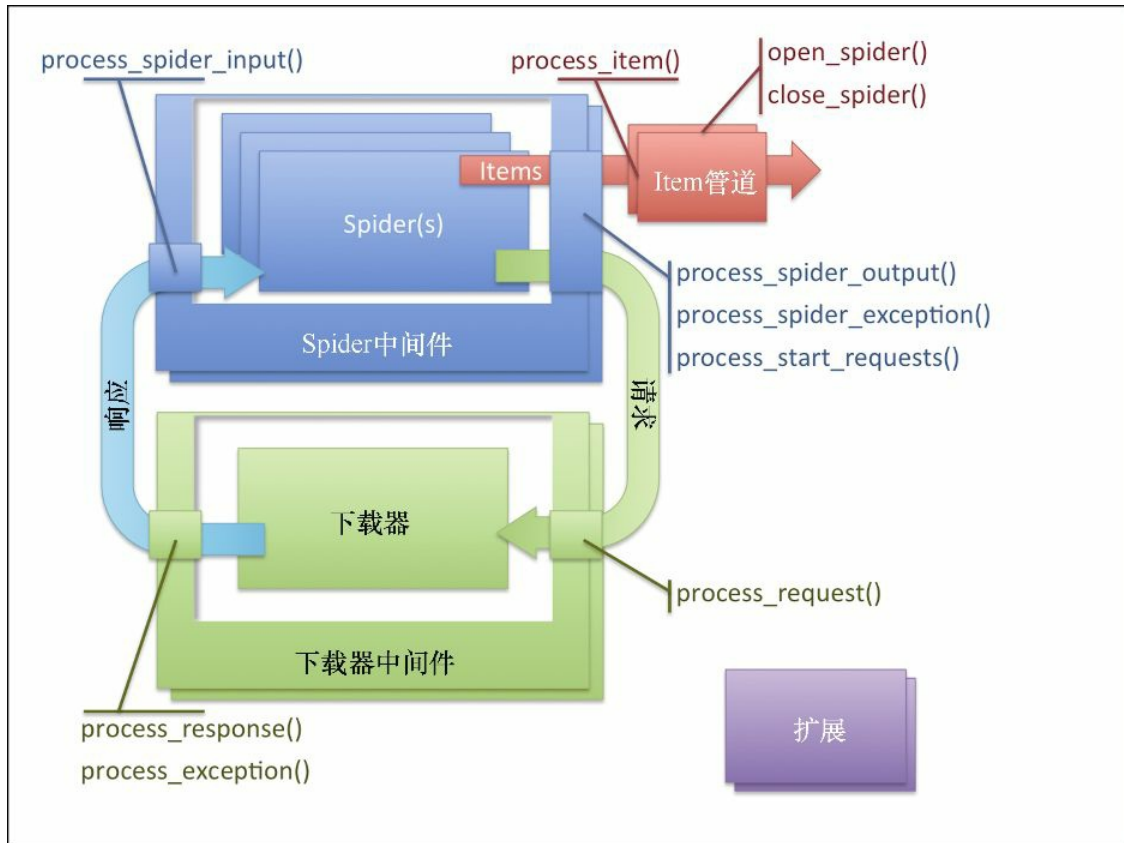 process_spider_input()
process_item()
open_spider()
close_spider()
Items
Item管道
Spider(s)
process_spider_output()
process_spider_exception()
process_start_requests()
Spider中间件
响应
请求
下载器
process_request()
下载器中间件
process_response()
process_exception()
扩展